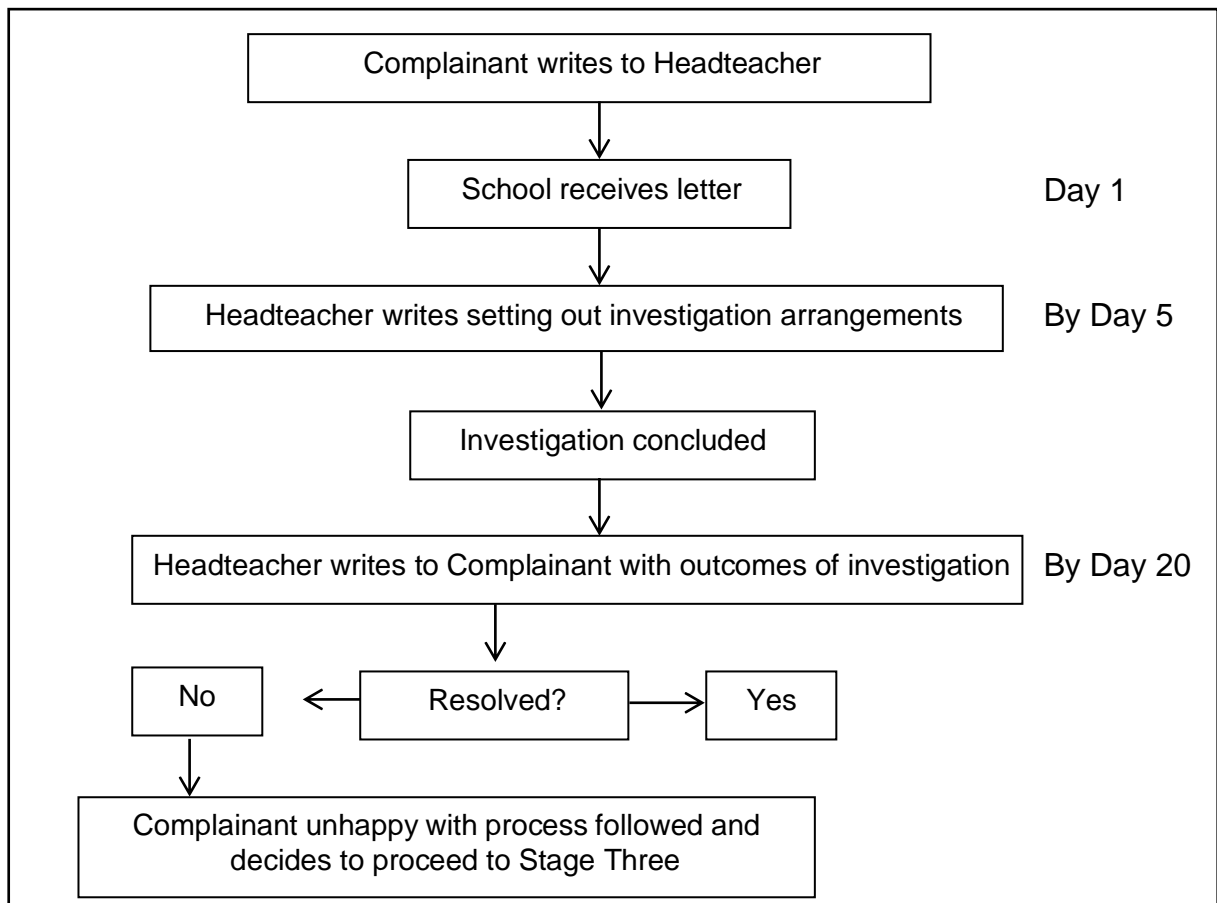 Complainant writes to Headteacher
School receives letter
Day 1
Headteacher writes setting out investigation arrangements
By Day 5
Investigation concluded
Headteacher writes to Complainant with outcomes of investigation
By Day 20
No
Resolved?
Yes
Complainant unhappy with process followed and
decides to proceed to Stage Three